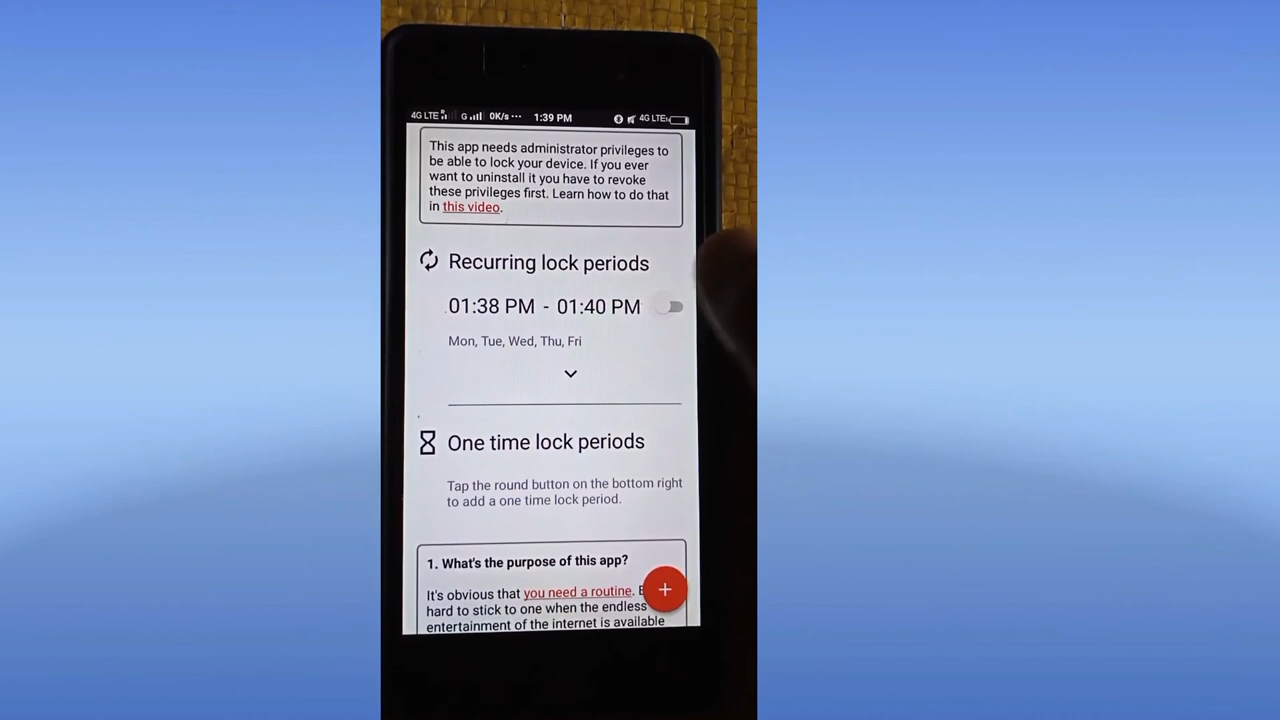 4G LTE G 0K/s ··· 1:39 PM 4G LTE
This app needs administrator privileges to
be able to lock your device. If you ever
want to uninstall it you have to revoke
these privileges first. Learn how to do that
in this video.
Recurring lock periods
01:38 PM - 01:40 PM
Mon, Tue, Wed, Thu, Fri
One time lock periods
Tap the round button on the bottom right
to add a one time lock period.
1. What's the purpose of this app?
It's obvious that you need a routine.
hard to stick to one when the endless
entertainment of the internet is available